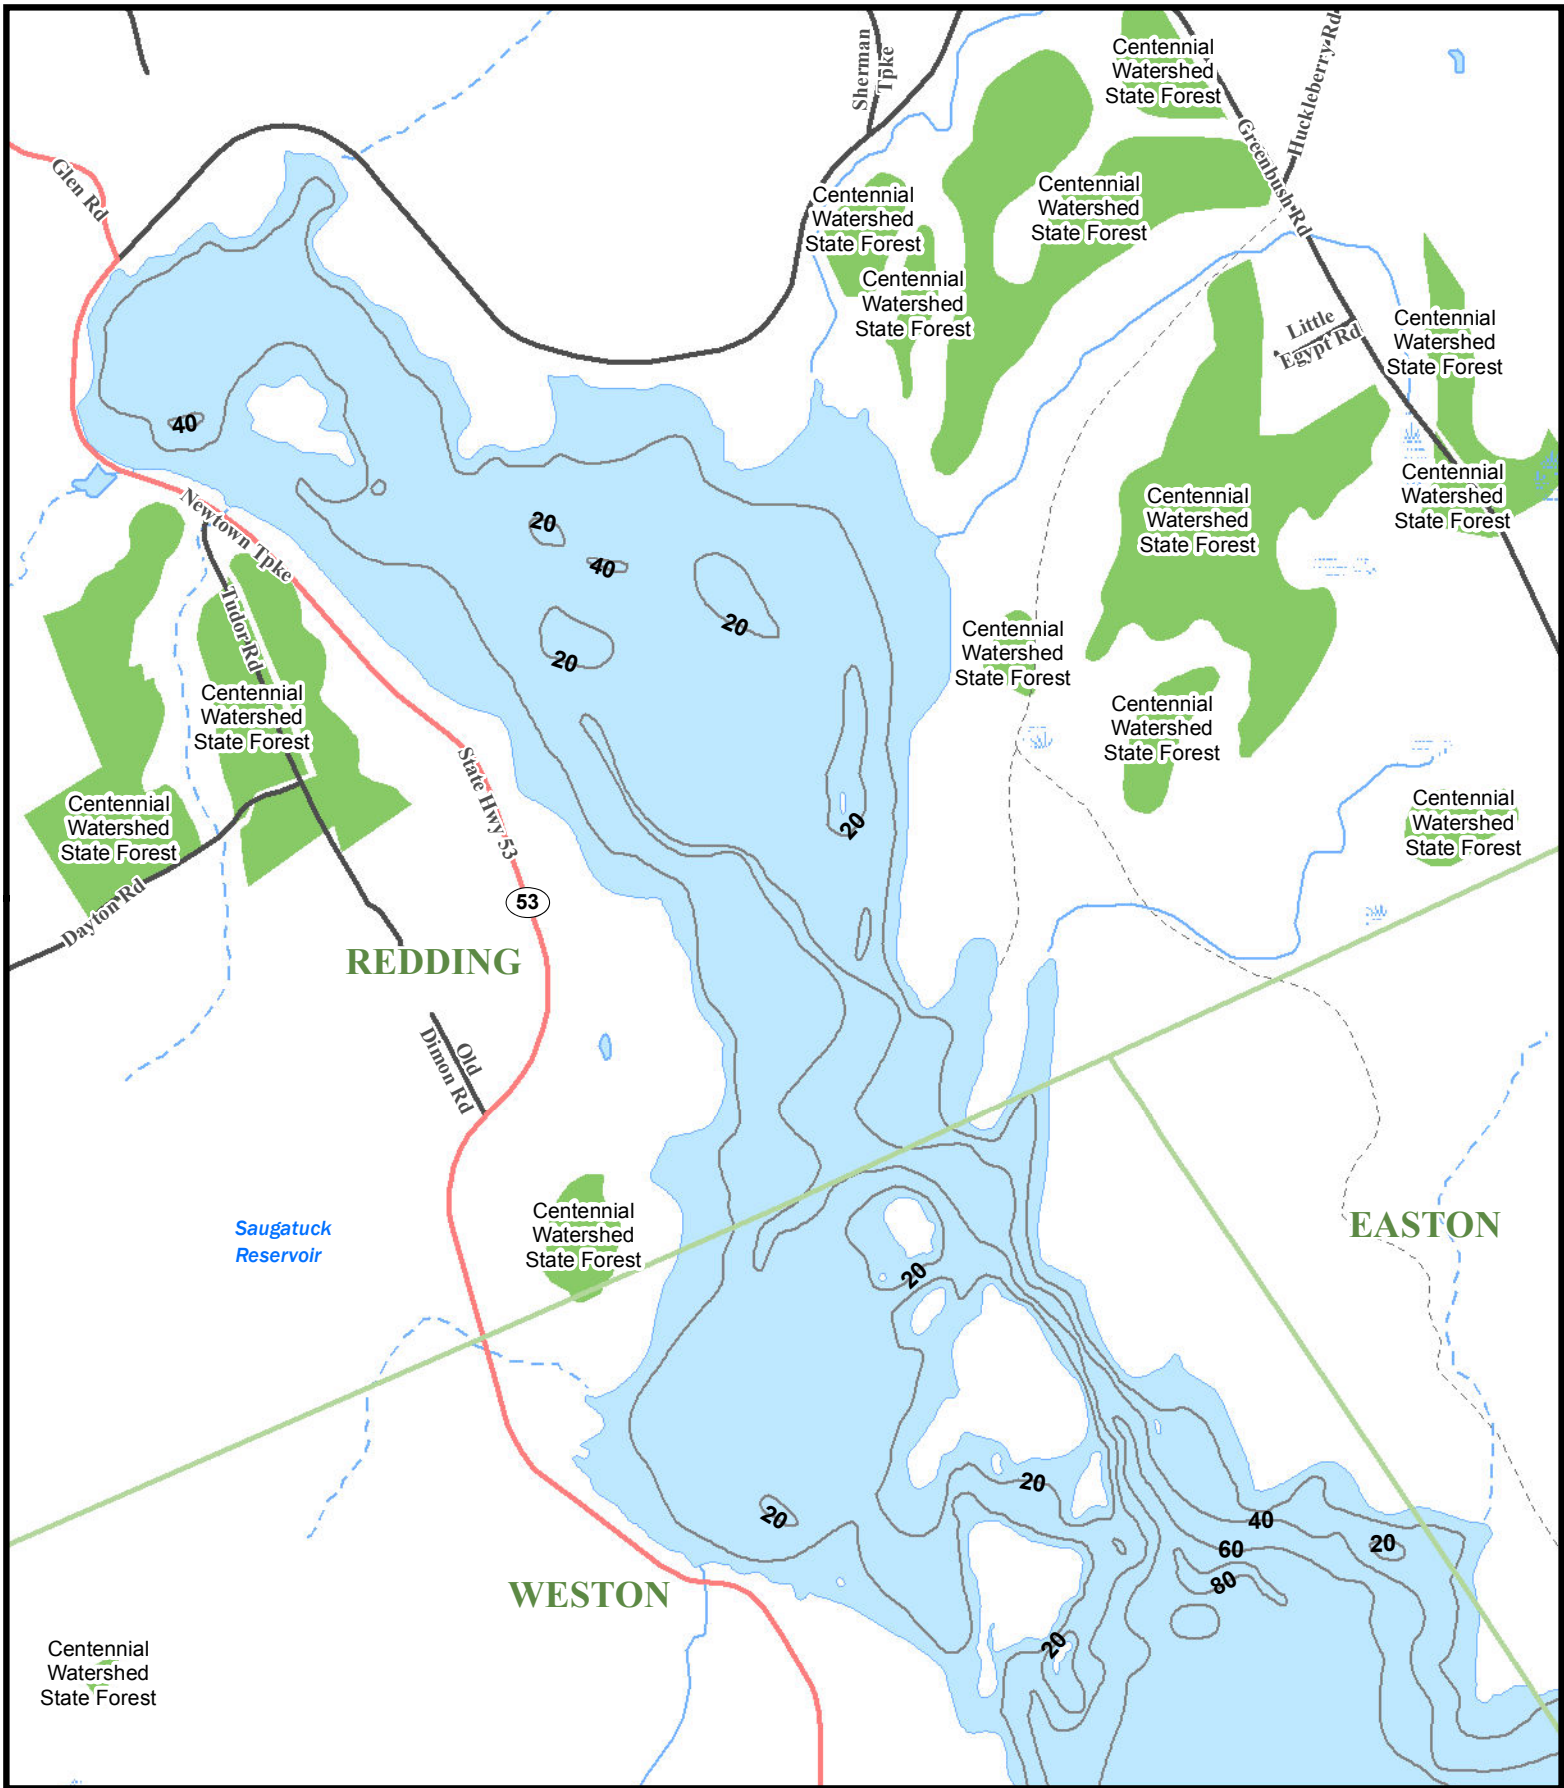 Sherman
Tpke
Centennial
Watershed
State Forest
Huckleberry Rd
Greenbush Rd
Glen Rd
Centennial
Watershed
State Forest
Centennial
Watershed
State Forest
Centennial
Watershed
State Forest
Little
Egypt Rd
Centennial
Watershed
State Forest
40
Newtown Tpke
20
40
20
20
Centennial
Watershed
State Forest
Centennial
Watershed
State Forest
Tudor Rd
Centennial
Watershed
State Forest
Centennial
Watershed
State Forest
Centennial
Watershed
State Forest
State Hwy 53
Centennial
Watershed
State Forest
20
Centennial
Watershed
State Forest
Dayton Rd
53
REDDING
Old
Dimon Rd
Saugatuck
Reservoir
Centennial
Watershed
State Forest
EASTON
20
20
20
40
60
80
20
WESTON
20
Centennial
Watershed
State Forest